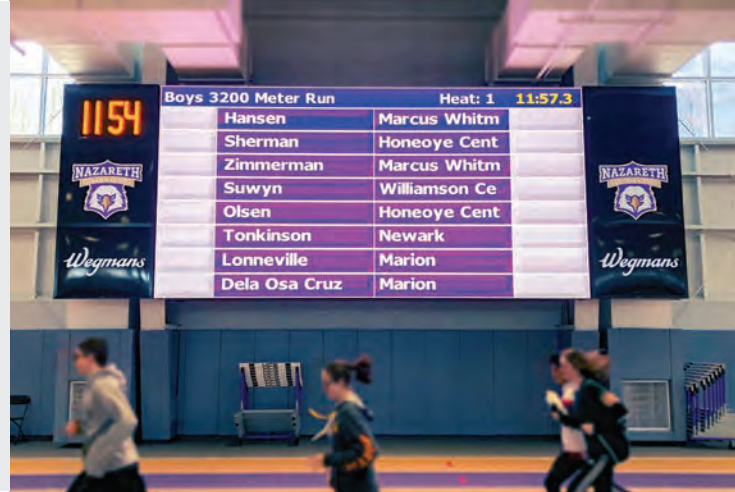 1154
Boys 3200 Meter Run Heat: 1 11:57.3
Hansen Marcus Whitm
Sherman Honeoye Cent
Zimmerman Marcus Whitm
Suwyn Williamson Ce
Olsen Honeoye Cent
Tonkinson Newark
Lonneville Marion
Dela Osa Cruz Marion
NAZARETH
Wegmans
NAZARETH
Wegmans